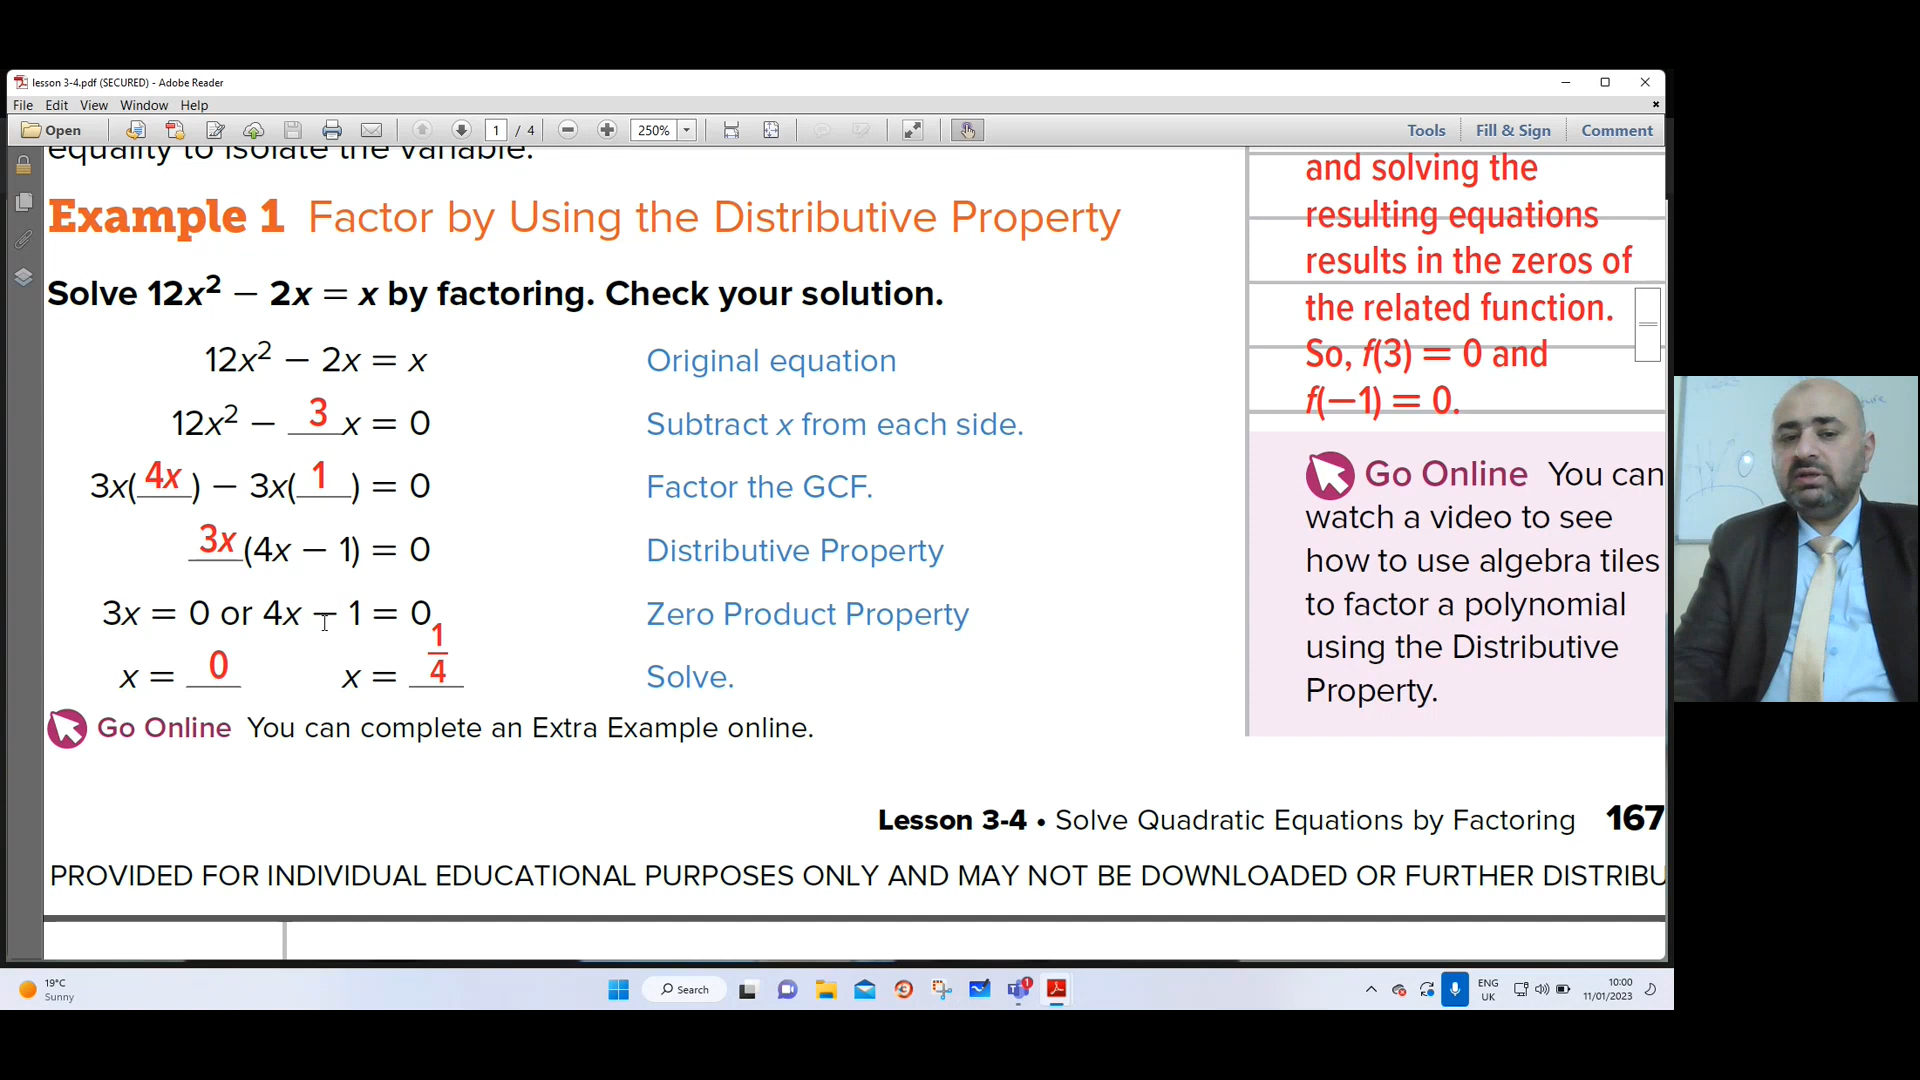 lesson 3-4.pdf (SECURED) - Adobe Reader
File Edit View Window Help
Open 1 / 4 250% Tools Fill & Sign Comment
equality to isolate the variable.
Example 1 Factor by Using the Distributive Property
Solve 12x² − 2x = x by factoring. Check your solution.
12x² − 2x = x Original equation
12x² − 3x = 0 Subtract x from each side.
3x(4x) − 3x(1) = 0 Factor the GCF.
3x(4x − 1) = 0 Distributive Property
3x = 0 or 4x − 1 = 0 Zero Product Property
x = 0 x = 1/4 Solve.
Go Online You can complete an Extra Example online.
and solving the
resulting equations
results in the zeros of
the related function.
So, f(3) = 0 and
f(−1) = 0.
Go Online You can
watch a video to see
how to use algebra tiles
to factor a polynomial
using the Distributive
Property.
Lesson 3-4 • Solve Quadratic Equations by Factoring 167
PROVIDED FOR INDIVIDUAL EDUCATIONAL PURPOSES ONLY AND MAY NOT BE DOWNLOADED OR FURTHER DISTRIBU
19°C
Sunny
Search
1
ENG
UK
10:00
11/01/2023